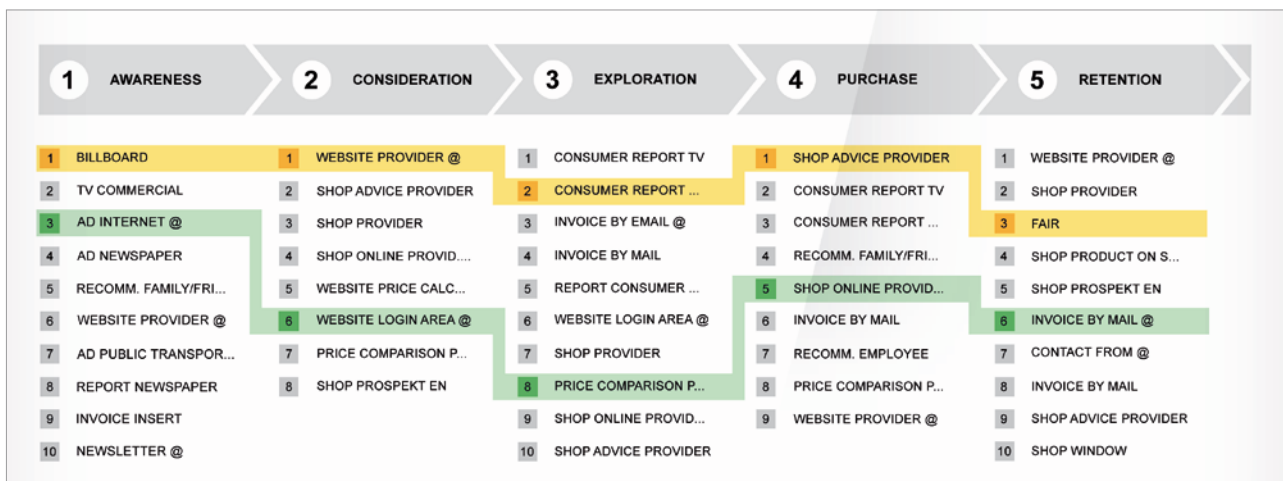 1 AWARENESS
2 CONSIDERATION
3 EXPLORATION
4 PURCHASE
5 RETENTION
1 BILLBOARD
2 TV COMMERCIAL
3 AD INTERNET @
4 AD NEWSPAPER
5 RECOMM. FAMILY/FRI...
6 WEBSITE PROVIDER @
7 AD PUBLIC TRANSPOR...
8 REPORT NEWSPAPER
9 INVOICE INSERT
10 NEWSLETTER @
1 WEBSITE PROVIDER @
2 SHOP ADVICE PROVIDER
3 SHOP PROVIDER
4 SHOP ONLINE PROVID....
5 WEBSITE PRICE CALC...
6 WEBSITE LOGIN AREA @
7 PRICE COMPARISON P...
8 SHOP PROSPEKT EN
1 CONSUMER REPORT TV
2 CONSUMER REPORT ...
3 INVOICE BY EMAIL @
4 INVOICE BY MAIL
5 REPORT CONSUMER ...
6 WEBSITE LOGIN AREA @
7 SHOP PROVIDER
8 PRICE COMPARISON P...
9 SHOP ONLINE PROVID...
10 SHOP ADVICE PROVIDER
1 SHOP ADVICE PROVIDER
2 CONSUMER REPORT TV
3 CONSUMER REPORT ...
4 RECOMM. FAMILY/FRI...
5 SHOP ONLINE PROVID...
6 INVOICE BY MAIL
7 RECOMM. EMPLOYEE
8 PRICE COMPARISON P...
9 WEBSITE PROVIDER @
1 WEBSITE PROVIDER @
2 SHOP PROVIDER
3 FAIR
4 SHOP PRODUCT ON S...
5 SHOP PROSPEKT EN
6 INVOICE BY MAIL @
7 CONTACT FROM @
8 INVOICE BY MAIL
9 SHOP ADVICE PROVIDER
10 SHOP WINDOW